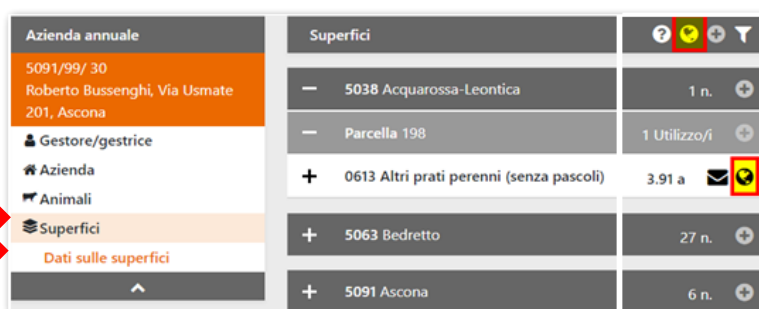 Azienda annuale
5091/99/ 30
Roberto Bussenghi, Via Usmate
201, Ascona
Gestore/gestrice
Azienda
Animali
Superfici
Dati sulle superfici
Superfici
5038 Acquarossa-Leontica 1 n.
Parcella 198 1 Utilizzo/i
0613 Altri prati perenni (senza pascoli) 3.91 a
5063 Bedretto 27 n.
5091 Ascona 6 n.